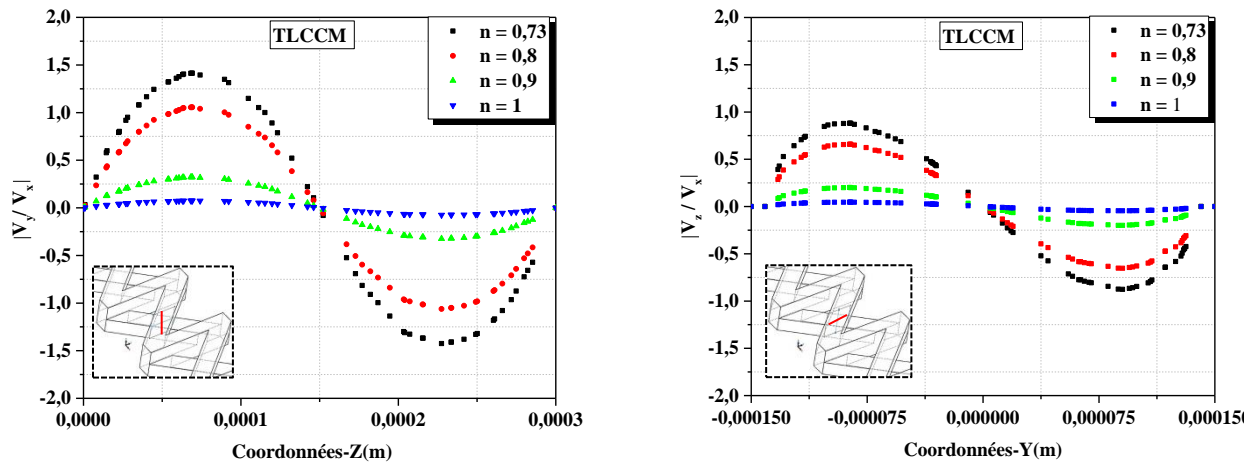 TLCCM
n = 0,73
n = 0,8
n = 0,9
n = 1
2,0
1,5
1,0
0,5
0,0
-0,5
-1,0
-1,5
-2,0
|Vy/ Vx|
0,0000
0,0001
0,0002
0,0003
Coordonnées-Z(m)
TLCCM
n = 0,73
n = 0,8
n = 0,9
n = 1
2,0
1,5
1,0
0,5
0,0
-0,5
-1,0
-1,5
-2,0
|Vz / Vx|
-0,000150
-0,000075
0,000000
0,000075
0,000150
Coordonnées-Y(m)